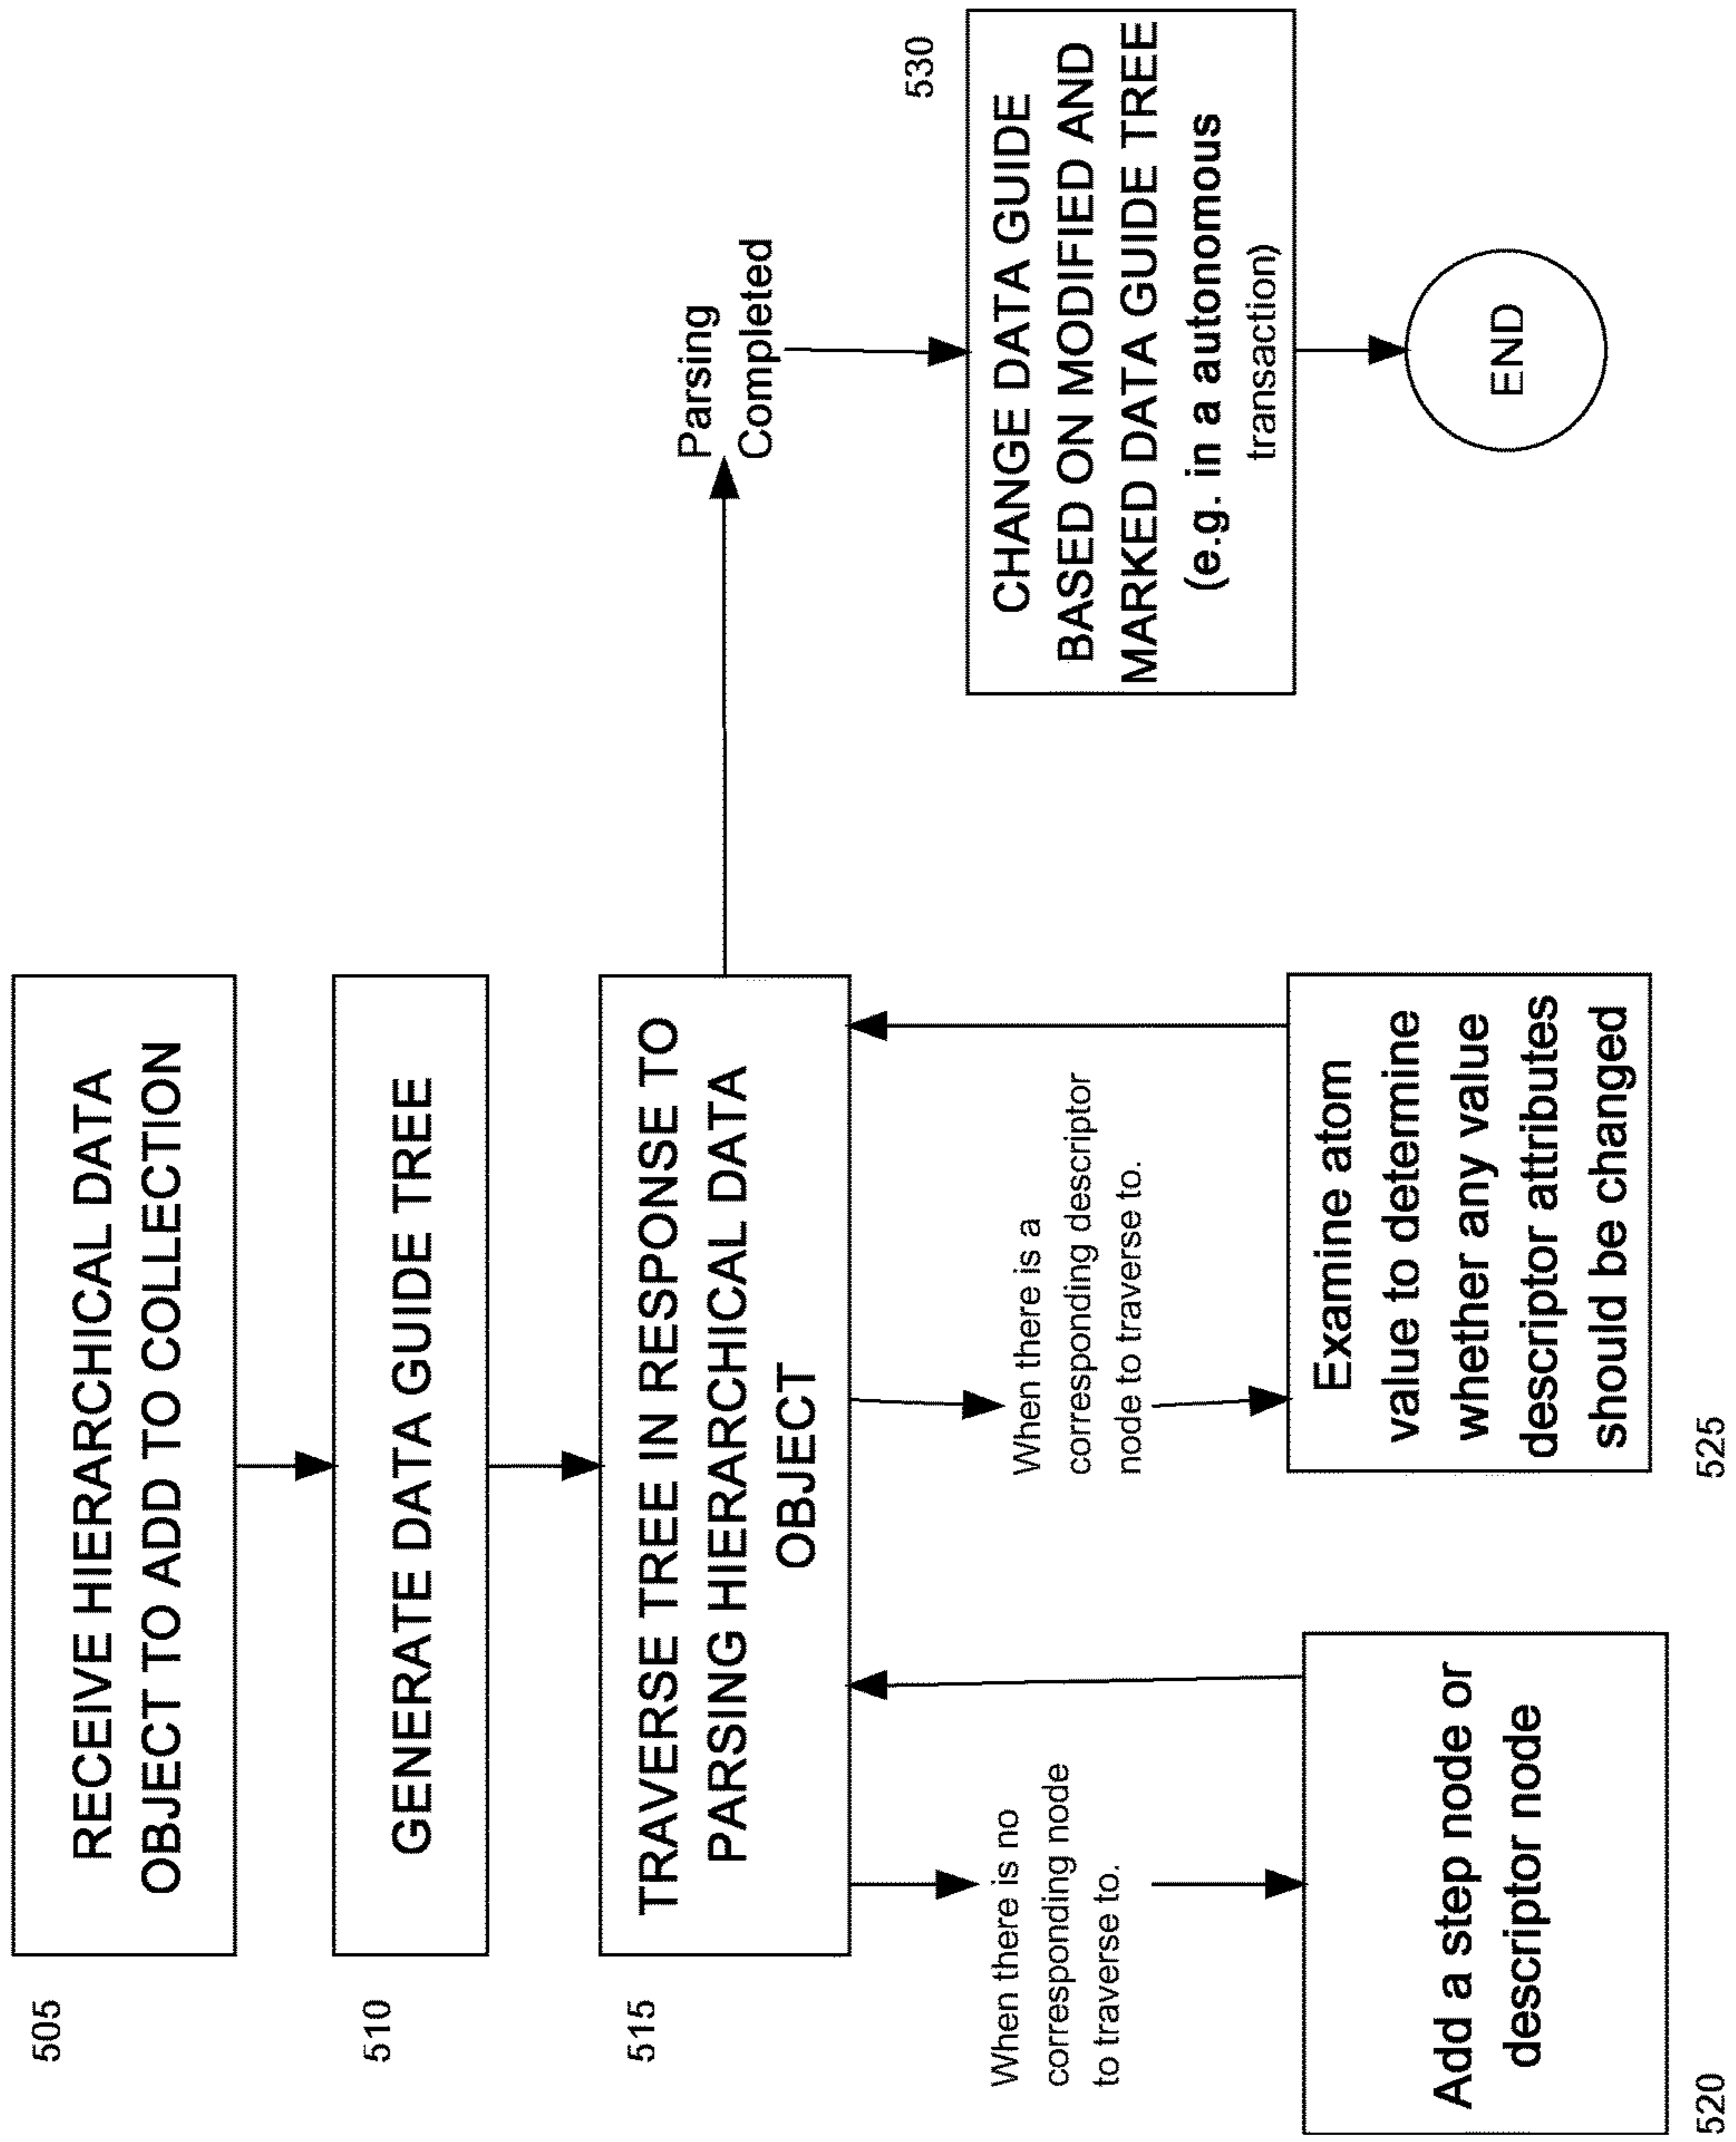 505
RECEIVE HIERARCHICAL DATA
OBJECT TO ADD TO COLLECTION
510
GENERATE DATA GUIDE TREE
515
TRAVERSE TREE IN RESPONSE TO
PARSING HIERARCHICAL DATA
OBJECT
When there is no
corresponding node
to traverse to.
520
Add a step node or
descriptor node
When there is a
corresponding descriptor
node to traverse to.
525
Examine atom
value to determine
whether any value
descriptor attributes
should be changed
Parsing
Completed
530
CHANGE DATA GUIDE
BASED ON MODIFIED AND
MARKED DATA GUIDE TREE
(e.g. in a autonomous
transaction)
END